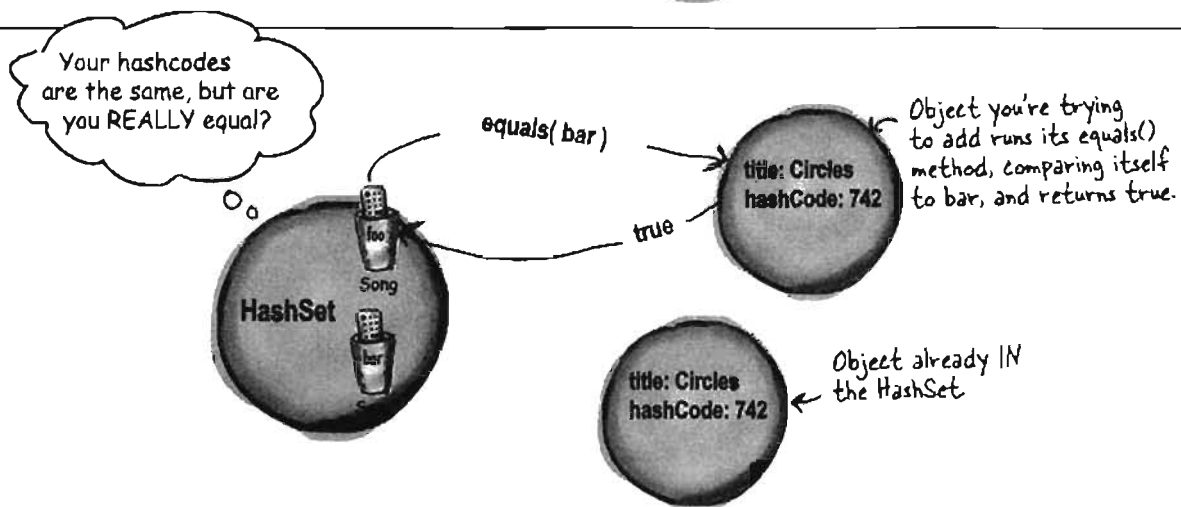 Your hashcodes
are the same, but are
you REALLY equal?
equals( bar )
Object you're trying
to add runs its equals()
method, comparing itself
to bar, and returns true.
title: Circles
hashCode: 742
true
foo
Song
HashSet
bar
Object already IN
the HashSet
title: Circles
hashCode: 742